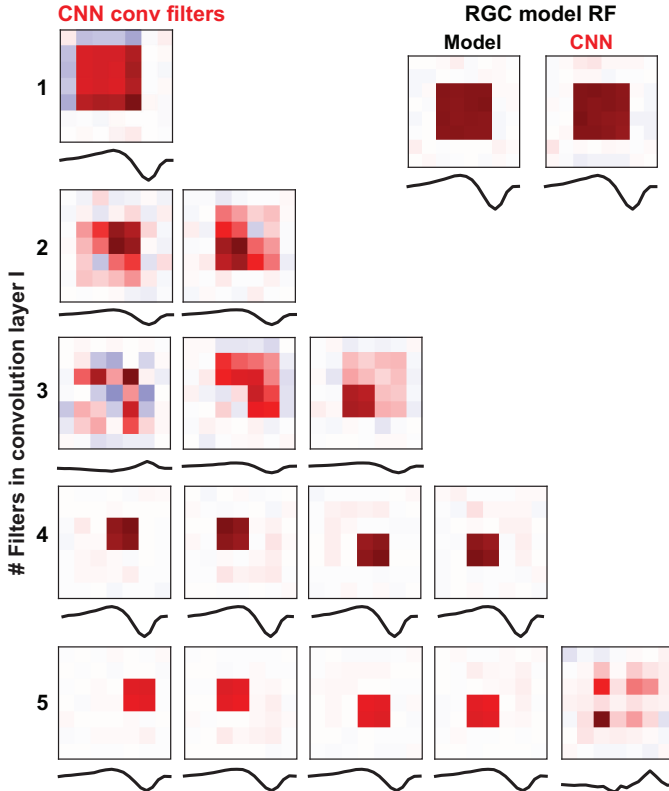 CNN conv filters
RGC model RF
Model
CNN
# Filters in convolution layer I
1
2
3
4
5